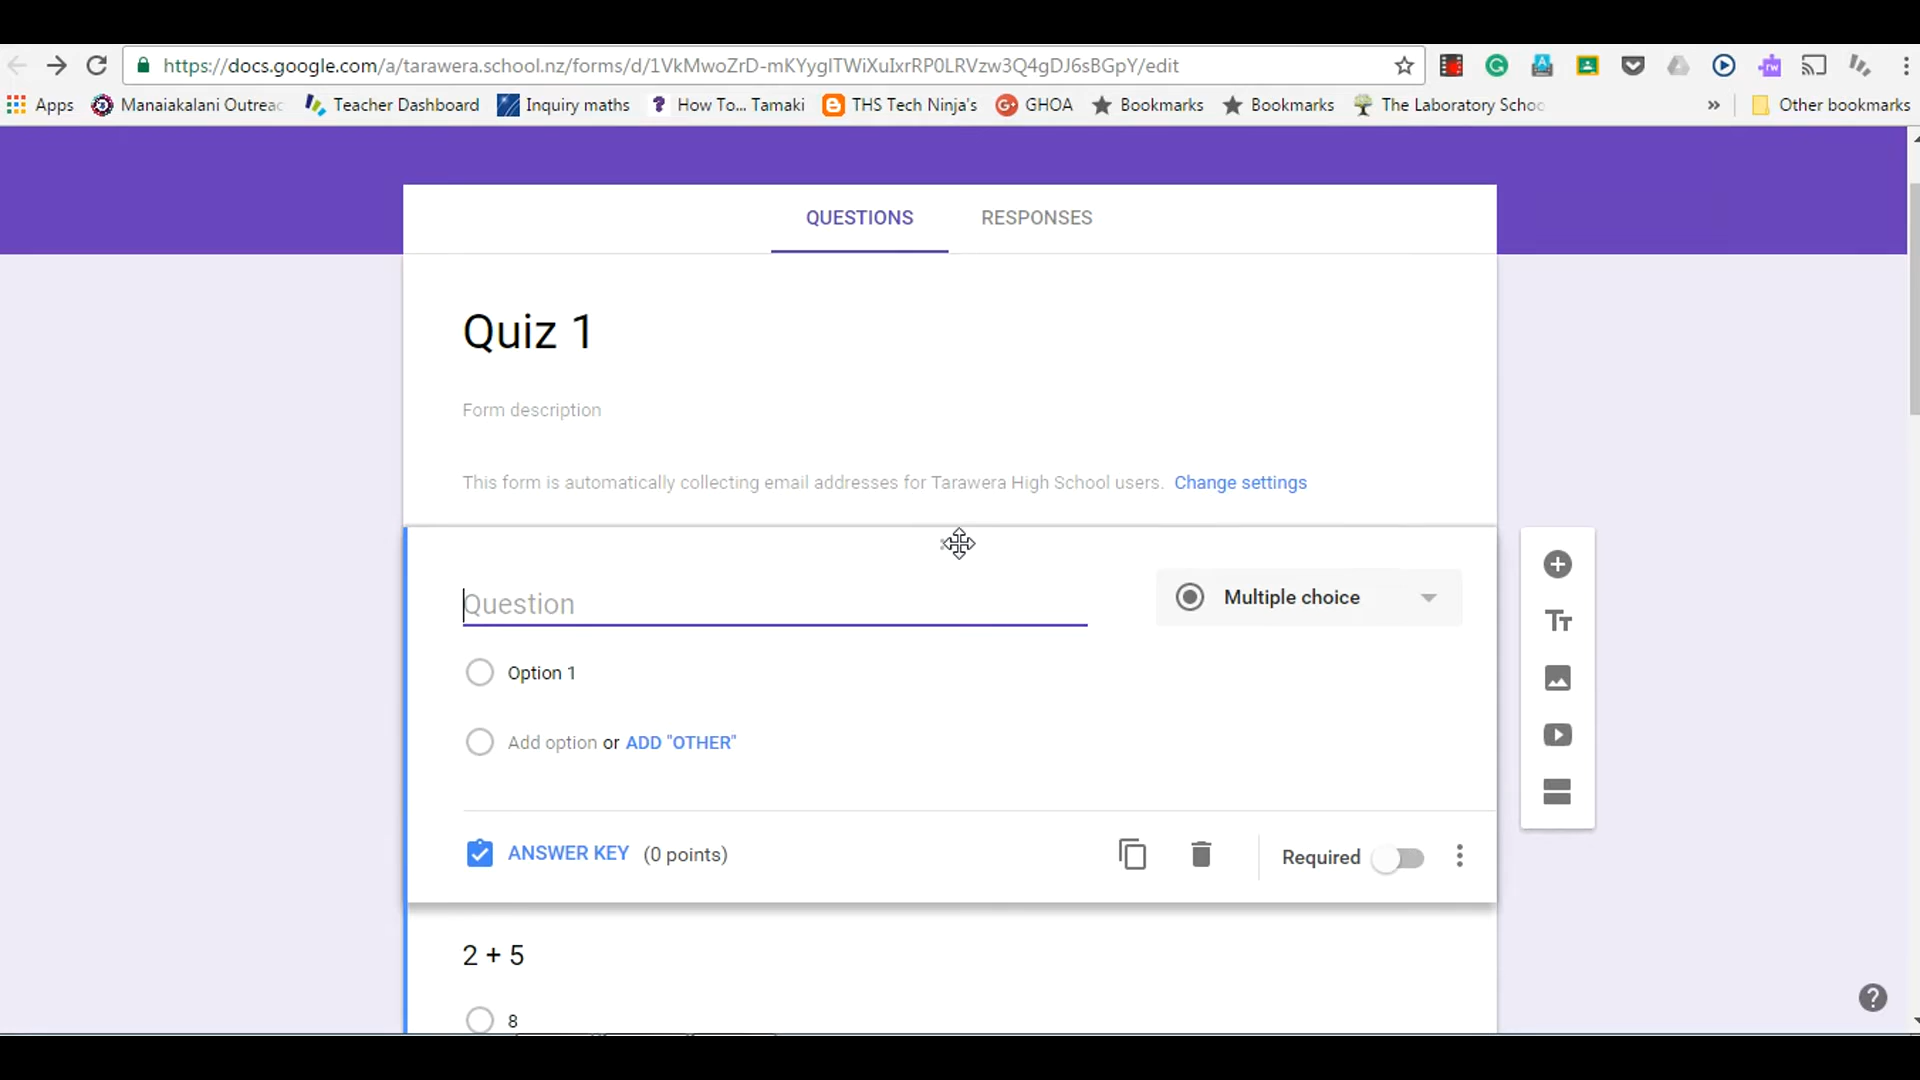 https://docs.google.com/a/tarawera.school.nz/forms/d/1VkMwoZrD-mKYygITWiXuIxrRP0LRVzw3Q4gDJ6sBGpY/edit
Apps Manaiakalani Outreac Teacher Dashboard Inquiry maths ? How To... Tamaki THS Tech Ninja's G+ GHOA Bookmarks Bookmarks The Laboratory Schoo » Other bookmarks
QUESTIONS RESPONSES
Quiz 1
Form description
This form is automatically collecting email addresses for Tarawera High School users. Change settings
Question
Multiple choice
Option 1
Add option or ADD "OTHER"
ANSWER KEY (0 points)
Required
2 + 5
8